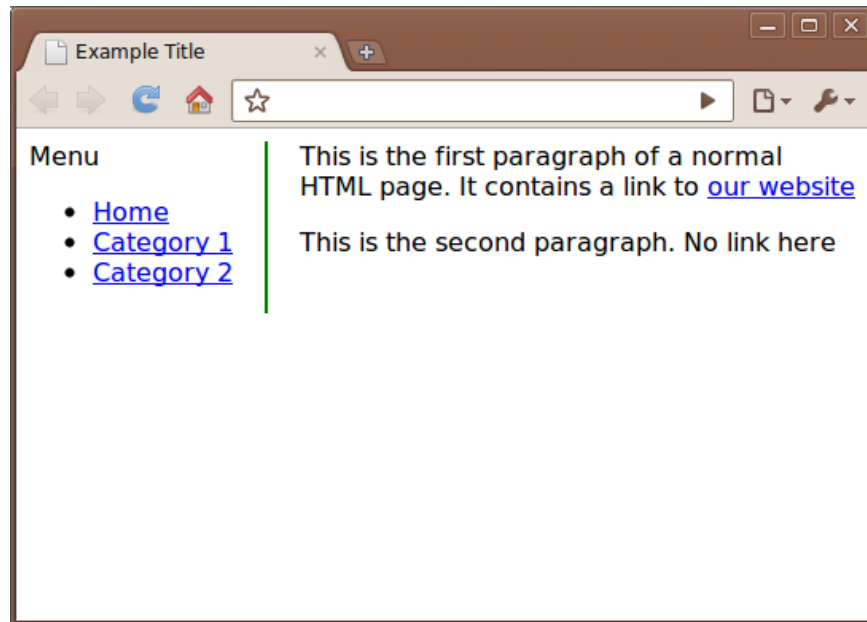 Example Title
Menu
Home
Category 1
Category 2
This is the first paragraph of a normal
HTML page. It contains a link to our website
This is the second paragraph. No link here